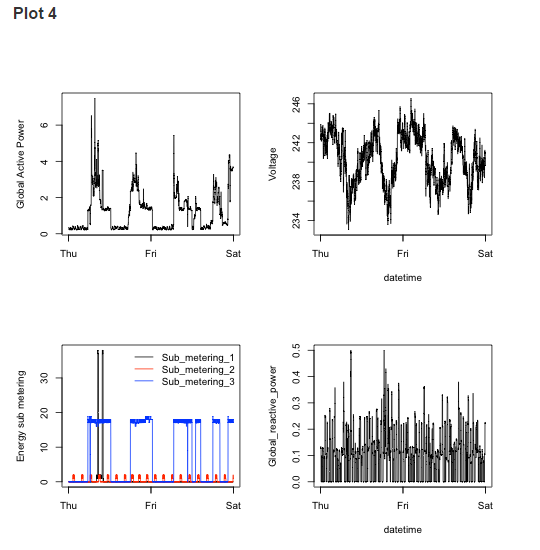 Plot 4
Global Active Power
0
2
4
6
Thu
Fri
Sat
Voltage
234
238
242
246
Thu
Fri
Sat
datetime
Energy sub metering
0
10
20
30
Sub_metering_1
Sub_metering_2
Sub_metering_3
Thu
Fri
Sat
Global_reactive_power
0.0
0.1
0.2
0.3
0.4
0.5
Thu
Fri
Sat
datetime